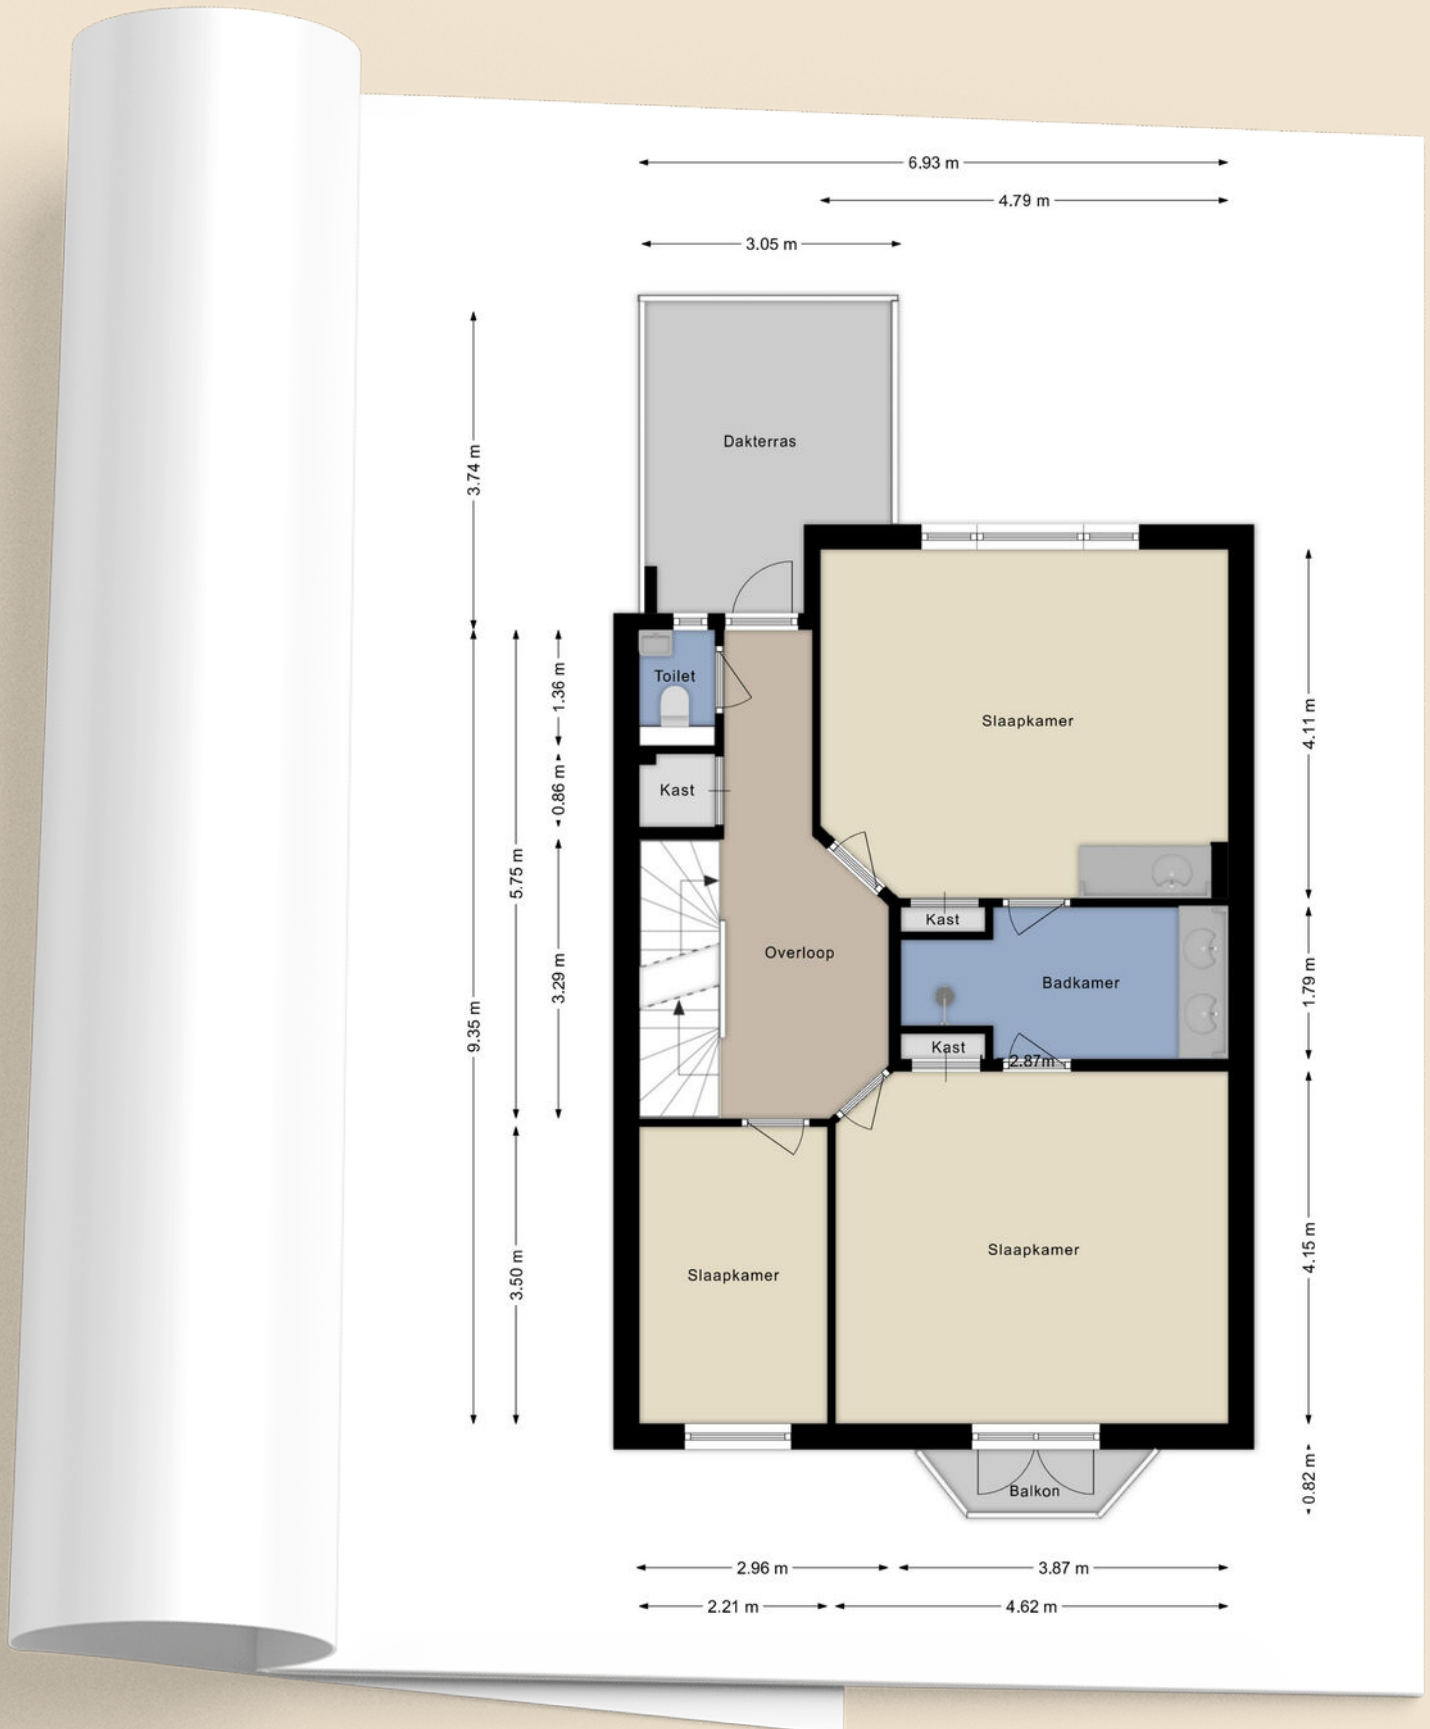 6.93 m
4.79 m
3.05 m
3.74 m
Dakterras
1.36 m
Toilet
Slaapkamer
4.11 m
0.86 m
Kast
5.75 m
Kast
Overloop
3.29 m
Badkamer
1.79 m
9.35 m
Kast
2.87m
Slaapkamer
4.15 m
3.50 m
Slaapkamer
Balkon
0.82 m
2.96 m
3.87 m
2.21 m
4.62 m